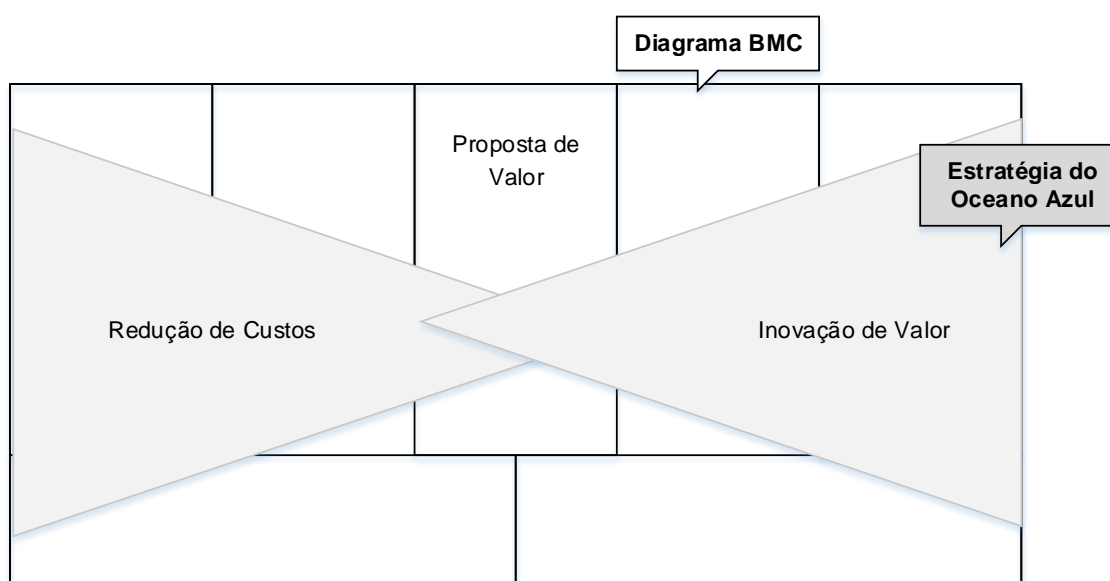 Diagrama BMC
Proposta de
Valor
Estratégia do
Oceano Azul
Redução de Custos
Inovação de Valor